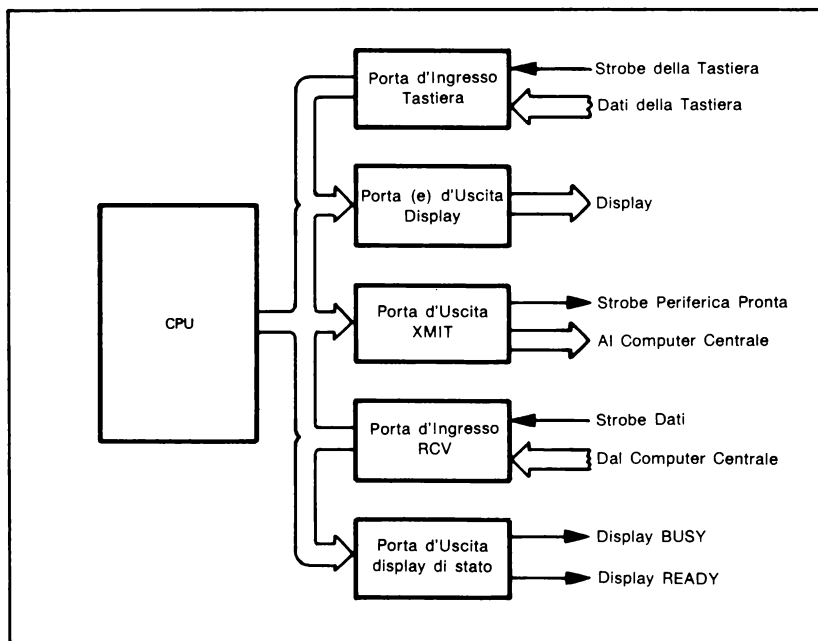 Porta d'Ingresso
Tastiera
Strobe della Tastiera
Dati della Tastiera
Porta (e) d'Uscita
Display
Display
CPU
Porta d'Uscita
XMIT
Strobe Periferica Pronta
Al Computer Centrale
Porta d'Ingresso
RCV
Strobe Dati
Dal Computer Centrale
Porta d'Uscita
display di stato
Display BUSY
Display READY